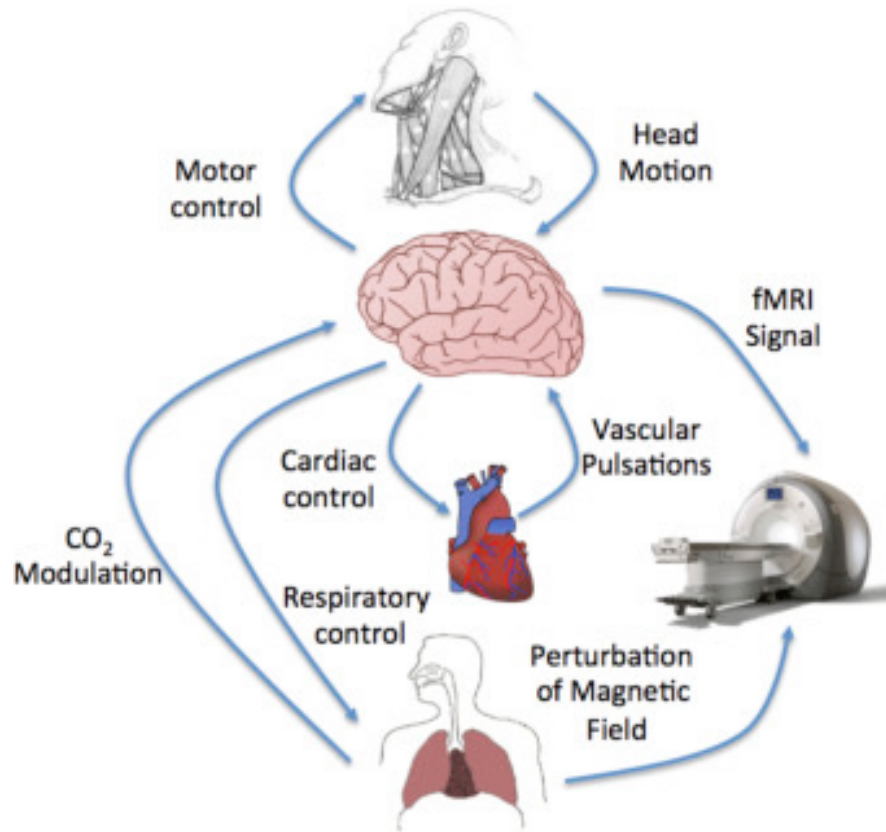 Motor
control
Head
Motion
fMRI
Signal
Cardiac
control
Vascular
Pulsations
CO₂
Modulation
Respiratory
control
Perturbation
of Magnetic
Field